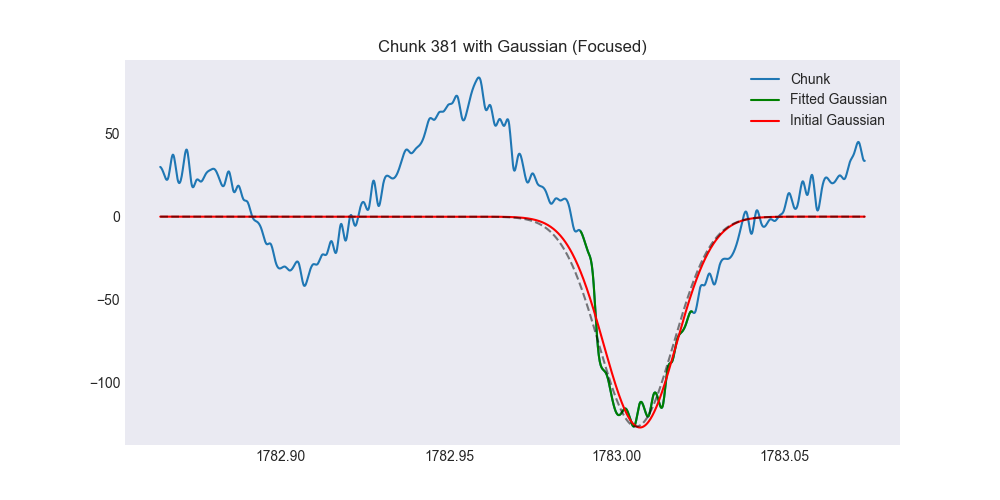 Chunk 381 with Gaussian (Focused)
Chunk
Fitted Gaussian
Initial Gaussian
50
0
−50
−100
1782.90
1782.95
1783.00
1783.05